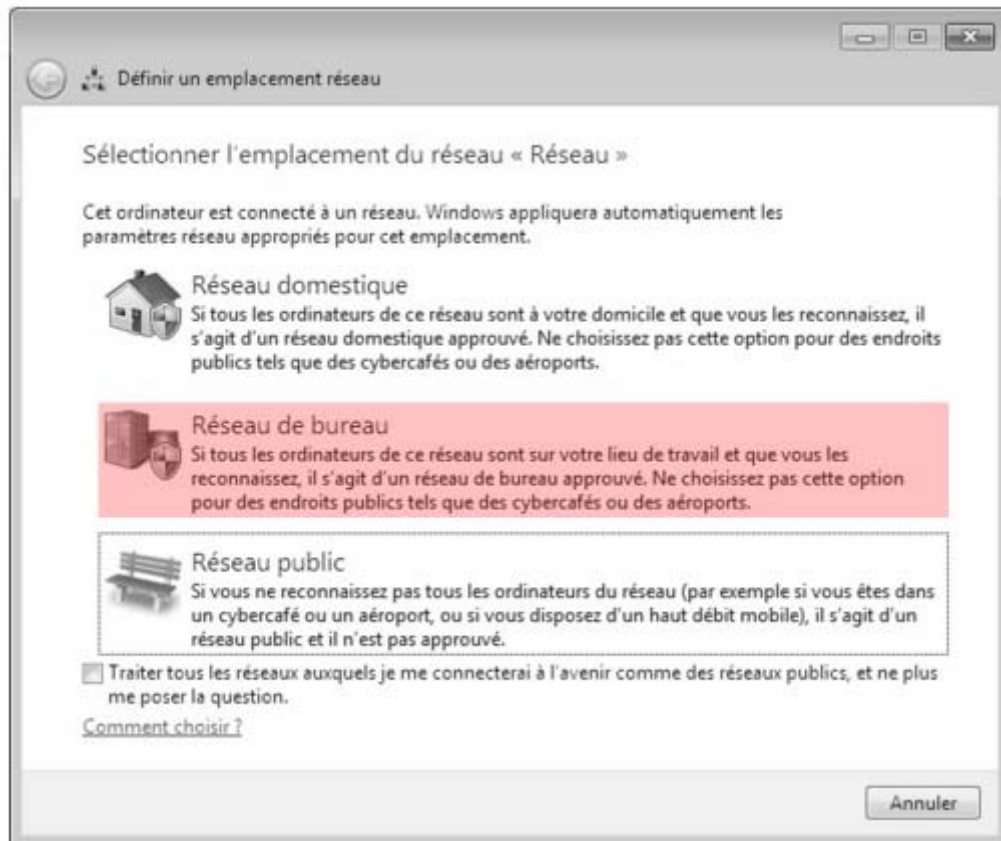 Définir un emplacement réseau
Sélectionner l'emplacement du réseau « Réseau »
Cet ordinateur est connecté à un réseau. Windows appliquera automatiquement les
paramètres réseau appropriés pour cet emplacement.
Réseau domestique
Si tous les ordinateurs de ce réseau sont à votre domicile et que vous les reconnaissez, il
s'agit d'un réseau domestique approuvé. Ne choisissez pas cette option pour des endroits
publics tels que des cybercafés ou des aéroports.
Réseau de bureau
Si tous les ordinateurs de ce réseau sont sur votre lieu de travail et que vous les
reconnaissez, il s'agit d'un réseau de bureau approuvé. Ne choisissez pas cette option
pour des endroits publics tels que des cybercafés ou des aéroports.
Réseau public
Si vous ne reconnaissez pas tous les ordinateurs du réseau (par exemple si vous êtes dans
un cybercafé ou un aéroport, ou si vous disposez d'un haut débit mobile), il s'agit d'un
réseau public et il n'est pas approuvé.
Traiter tous les réseaux auxquels je me connecterai à l'avenir comme des réseaux publics, et ne plus
me poser la question.
Comment choisir ?
Annuler